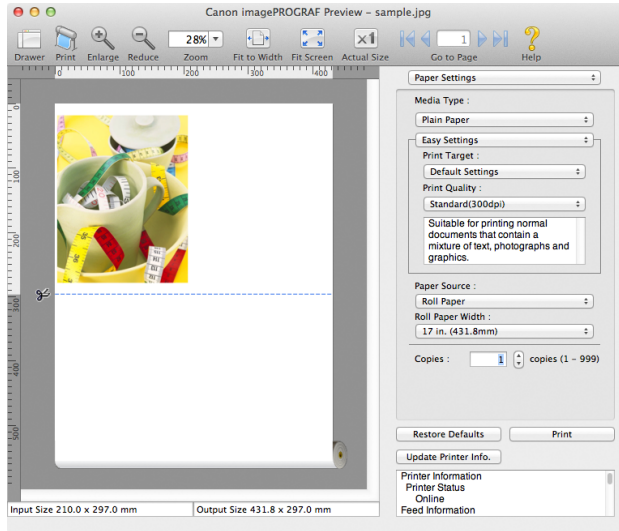 Canon imagePROGRAF Preview – sample.jpg
28%
1
Drawer Print Enlarge Reduce Zoom Fit to Width Fit Screen Actual Size Go to Page Help
0 100 200 300 400
0
100
200
300
400
500
Paper Settings
Media Type :
Plain Paper
Easy Settings
Print Target :
Default Settings
Print Quality :
Standard(300dpi)
Suitable for printing normal
documents that contain a
mixture of text, photographs and
graphics.
Paper Source :
Roll Paper
Roll Paper Width :
17 in. (431.8mm)
Copies : 1 copies (1 – 999)
Restore Defaults Print
Update Printer Info.
Printer Information
Printer Status
Online
Feed Information
Input Size 210.0 x 297.0 mm Output Size 431.8 x 297.0 mm